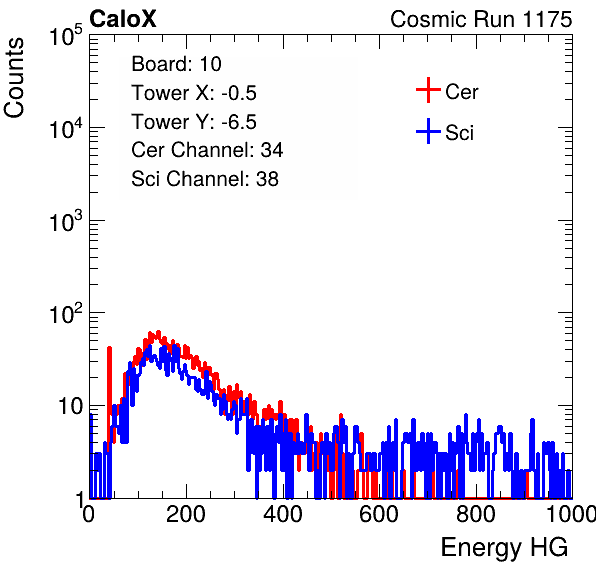 CaloX Cosmic Run 1175
Counts
Board: 10
Tower X: -0.5
Tower Y: -6.5
Cer Channel: 34
Sci Channel: 38
Cer
Sci
10^5
10^4
10^3
10^2
10
1
0 200 400 600 800 1000
Energy HG